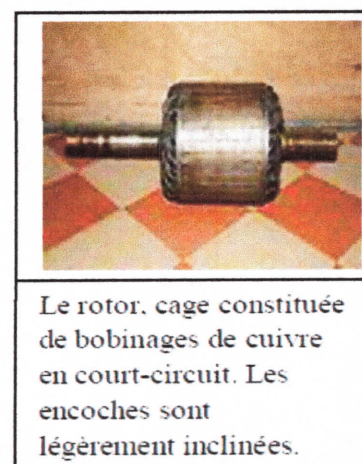 Le rotor, cage constituée
de bobinages de cuivre
en court-circuit. Les
encoches sont
légèrement inclinées.